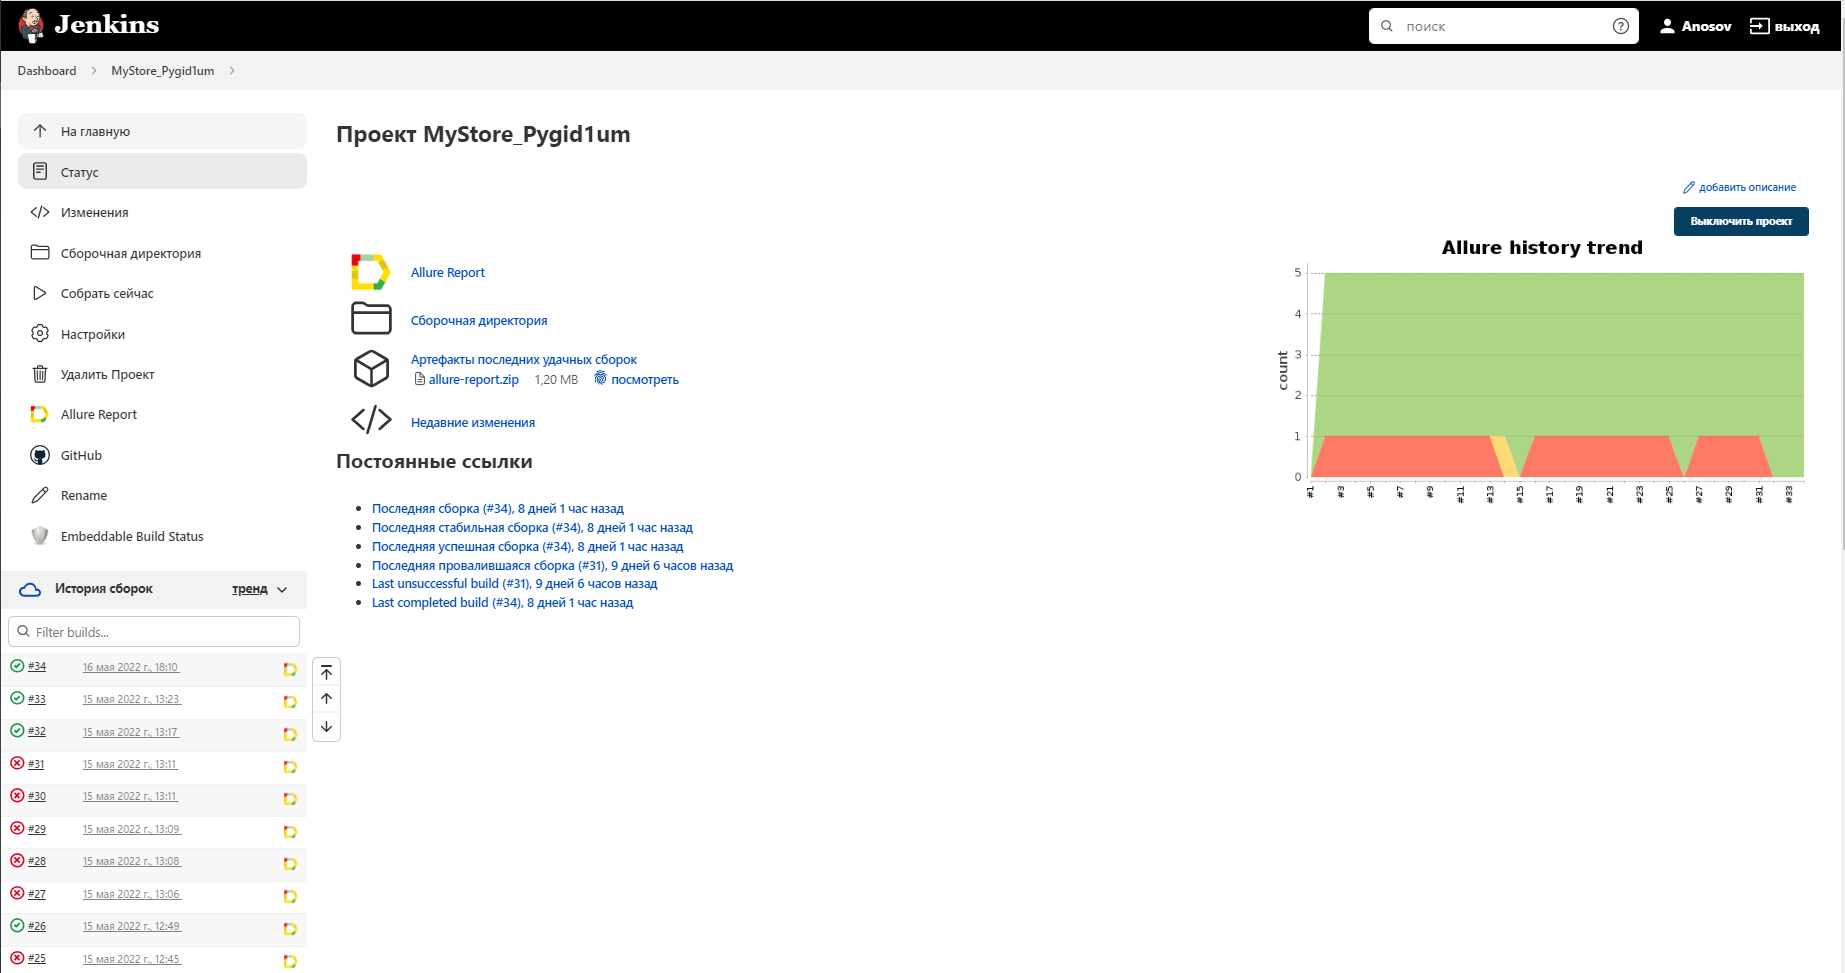 Jenkins
поиск
Anosov
выход
Dashboard
MyStore_Pygid1um
На главную
Статус
Изменения
Сборочная директория
Собрать сейчас
Настройки
Удалить Проект
Allure Report
GitHub
Rename
Embeddable Build Status
История сборок
тренд
Filter builds...
#34 16 мая 2022 г., 18:10
#33 15 мая 2022 г., 13:23
#32 15 мая 2022 г., 13:17
#31 15 мая 2022 г., 13:11
#30 15 мая 2022 г., 13:11
#29 15 мая 2022 г., 13:09
#28 15 мая 2022 г., 13:08
#27 15 мая 2022 г., 13:06
#26 15 мая 2022 г., 12:49
#25 15 мая 2022 г., 12:45
Проект MyStore_Pygid1um
добавить описание
Выключить проект
Allure Report
Сборочная директория
Артефакты последних удачных сборок
allure-report.zip 1,20 MB посмотреть
Недавние изменения
Постоянные ссылки
Последняя сборка (#34), 8 дней 1 час назад
Последняя стабильная сборка (#34), 8 дней 1 час назад
Последняя успешная сборка (#34), 8 дней 1 час назад
Последняя провалившаяся сборка (#31), 9 дней 6 часов назад
Last unsuccessful build (#31), 9 дней 6 часов назад
Last completed build (#34), 8 дней 1 час назад
Allure history trend
count
5
4
3
2
1
0
#1 #3 #5 #7 #9 #11 #13 #15 #17 #19 #21 #23 #25 #27 #29 #31 #33